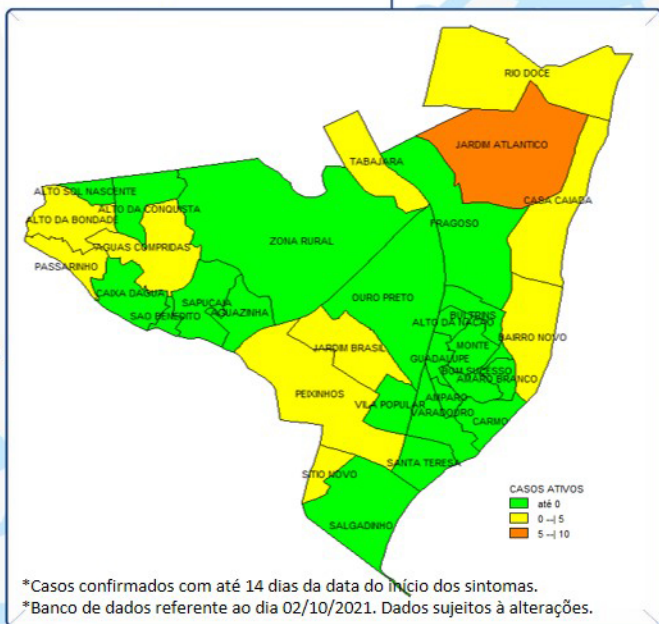 RIO DOCE
JARDIM ATLANTICO
TABAJARA
ALTO SOL NASCENTE
CASA CAIADA
ALTO DA CONQUISTA
ALTO DA BONDADE
FRAGOSO
ZONA RURAL
AGUAS COMPRIDAS
PASSARINHO
CAIXA DAGUA
OURO PRETO
SAPUCAIA
AGUAZINHA
SAO BENEDITO
BULTRINS
ALTO DA NACAO
BAIRRO NOVO
MONTE
JARDIM BRASIL
GUADALUPE
BOM SUCESSO
AMARO BRANCO
PEIXINHOS
AMPARO
VILA POPULAR
VARADOURO
CARMO
SANTA TERESA
SITIO NOVO
SALGADINHO
CASOS ATIVOS
até 0
0 --| 5
5 --| 10
*Casos confirmados com até 14 dias da data do início dos sintomas.
*Banco de dados referente ao dia 02/10/2021. Dados sujeitos à alterações.